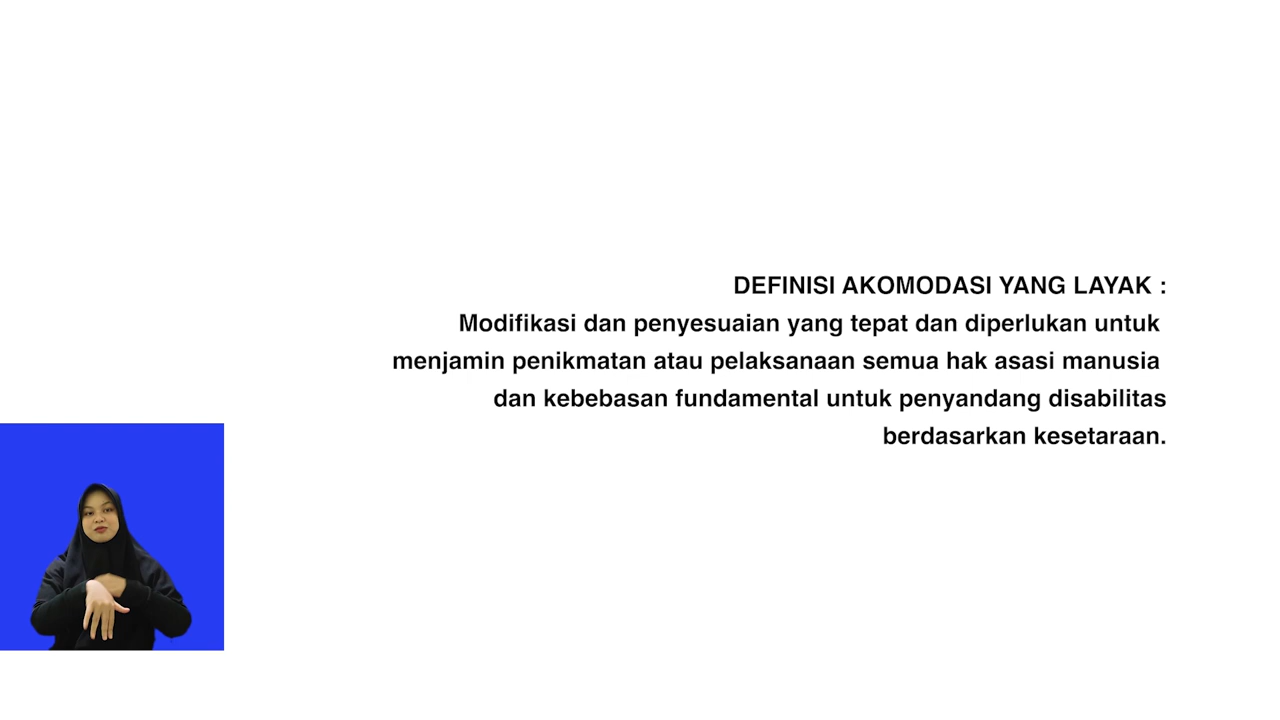 DEFINISI AKOMODASI YANG LAYAK :
Modifikasi dan penyesuaian yang tepat dan diperlukan untuk
menjamin penikmatan atau pelaksanaan semua hak asasi manusia
dan kebebasan fundamental untuk penyandang disabilitas
berdasarkan kesetaraan.